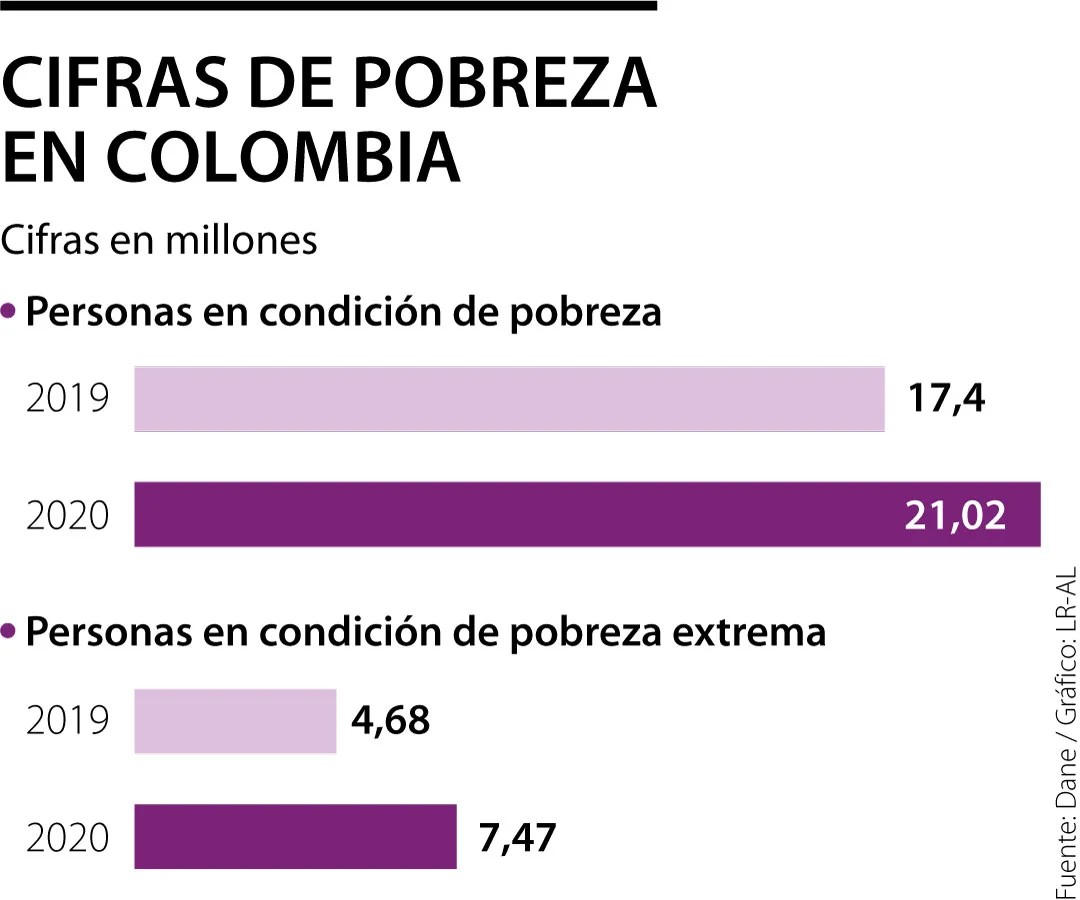 CIFRAS DE POBREZA
EN COLOMBIA
Cifras en millones
• Personas en condición de pobreza
2019 17,4
2020 21,02
• Personas en condición de pobreza extrema
2019 4,68
2020 7,47
Fuente: Dane / Gráfico: LR-AL